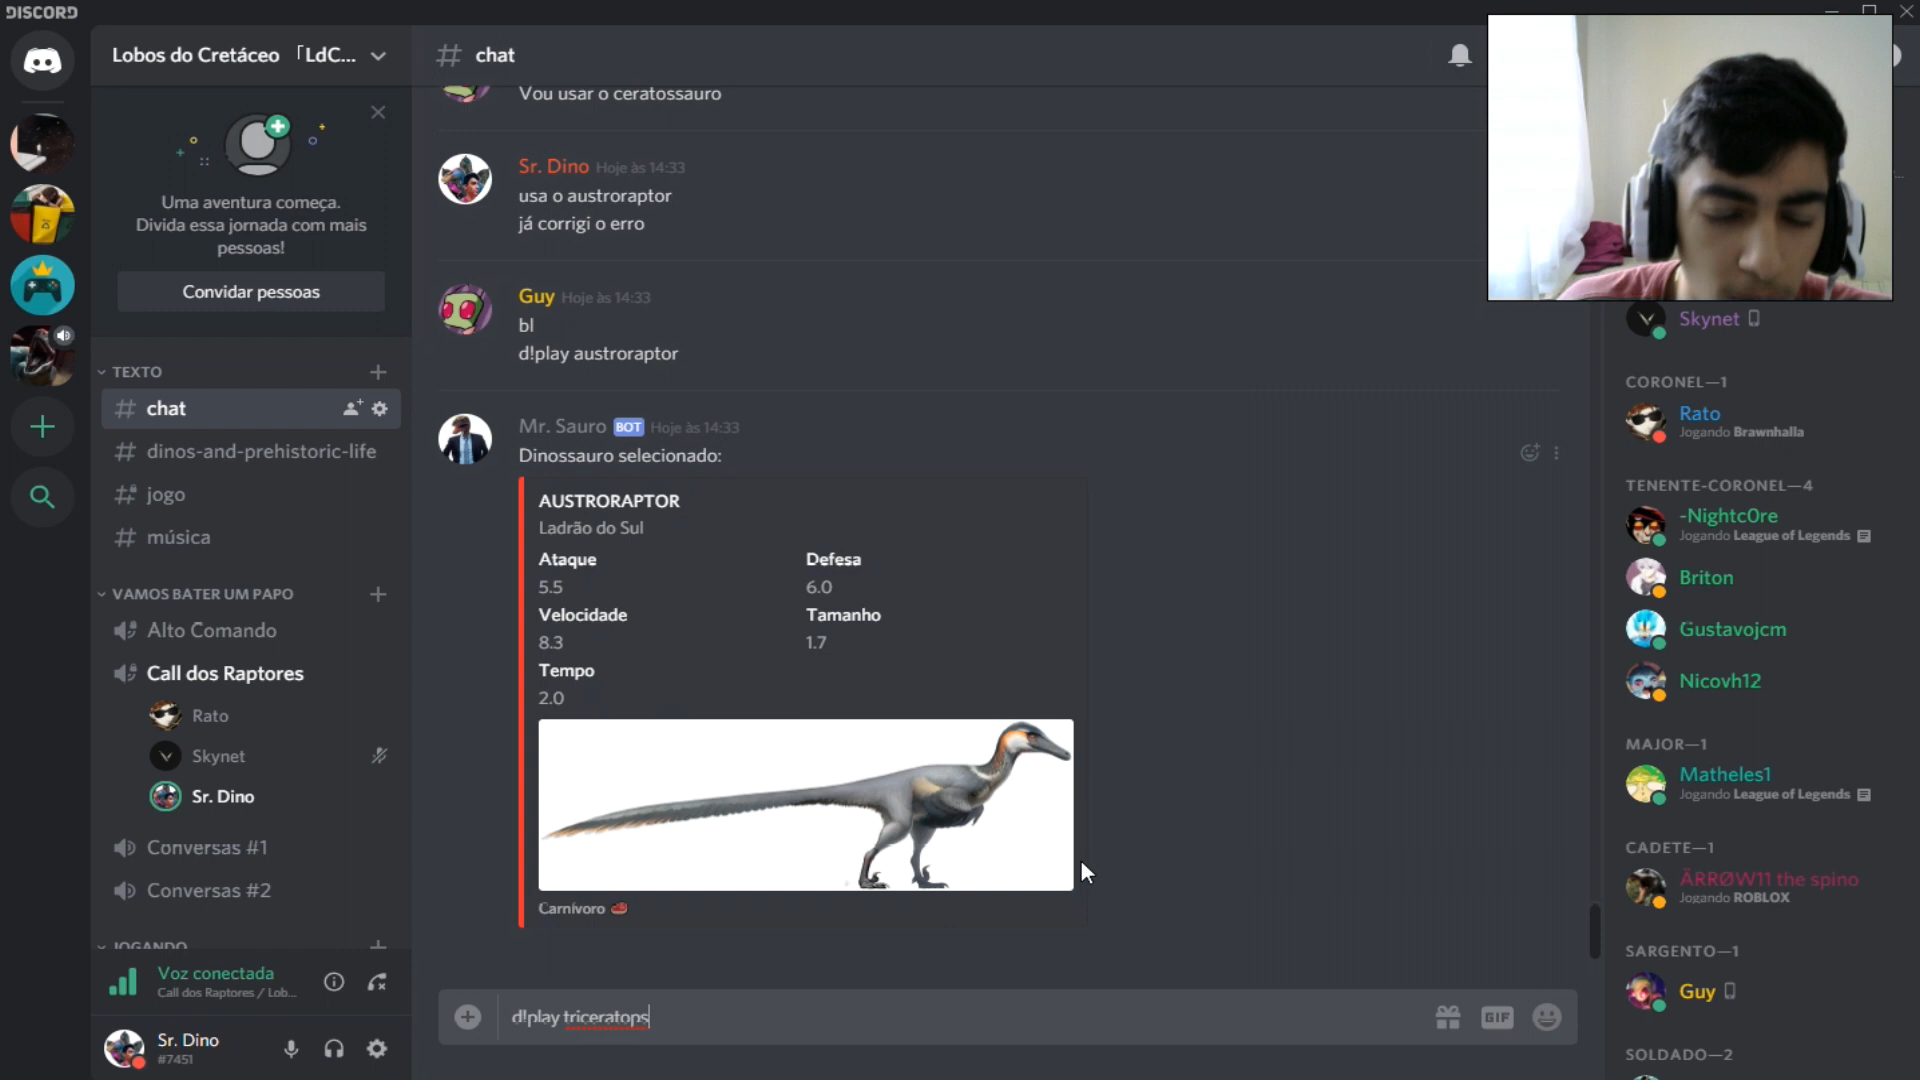 DISCORD
Lobos do Cretáceo 「LdC...
Uma aventura começa.
Divida essa jornada com mais
pessoas!
Convidar pessoas
TEXTO
# chat
# dinos-and-prehistoric-life
# jogo
# música
VAMOS BATER UM PAPO
Alto Comando
Call dos Raptores
Rato
Skynet
Sr. Dino
Conversas #1
Conversas #2
JOGANDO
Voz conectada
Call dos Raptores / Lob...
Sr. Dino
#7451
# chat
Vou usar o ceratossauro
Sr. Dino Hoje às 14:33
usa o austroraptor
já corrigi o erro
Guy Hoje às 14:33
bl
d!play austroraptor
Mr. Sauro BOT Hoje às 14:33
Dinossauro selecionado:
AUSTRORAPTOR
Ladrão do Sul
Ataque Defesa
5.5 6.0
Velocidade Tamanho
8.3 1.7
Tempo
2.0
Carnívoro
d!play triceratops
GIF
Skynet
CORONEL—1
Rato
Jogando Brawnhalla
TENENTE-CORONEL—4
-Nightc0re
Jogando League of Legends
Briton
Gustavojcm
Nicovh12
MAJOR—1
Matheles1
Jogando League of Legends
CADETE—1
ÄRRØW11 the spino
Jogando ROBLOX
SARGENTO—1
Guy
SOLDADO—2